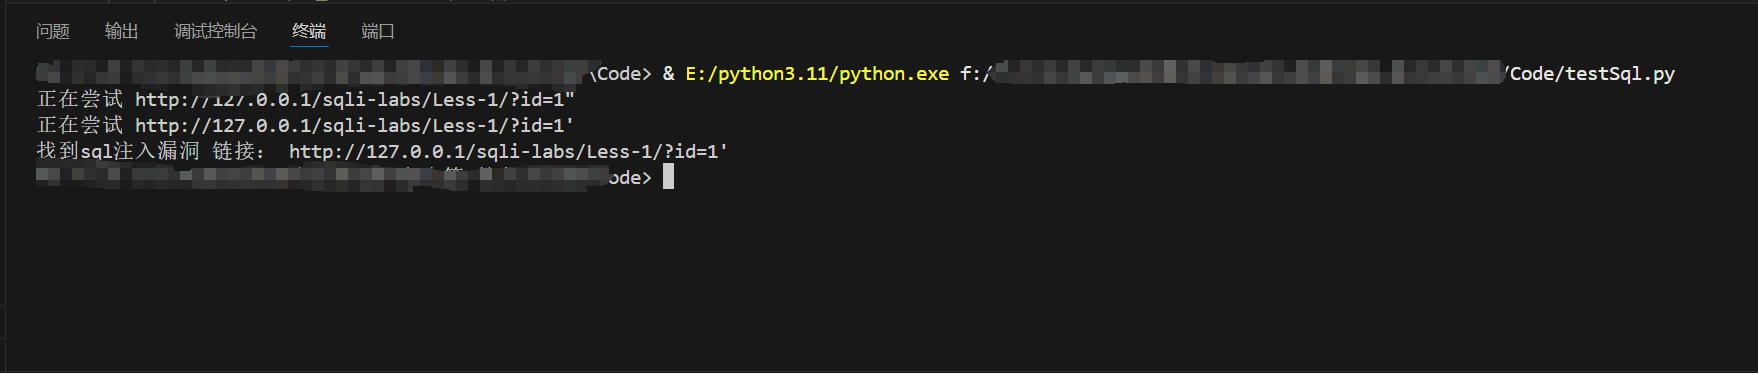 问题 输出 调试控制台 终端 端口
\Code> & E:/python3.11/python.exe f:/ /Code/testSql.py
正在尝试 http://127.0.0.1/sqli-labs/Less-1/?id=1"
正在尝试 http://127.0.0.1/sqli-labs/Less-1/?id=1'
找到sql注入漏洞 链接： http://127.0.0.1/sqli-labs/Less-1/?id=1'
ode>